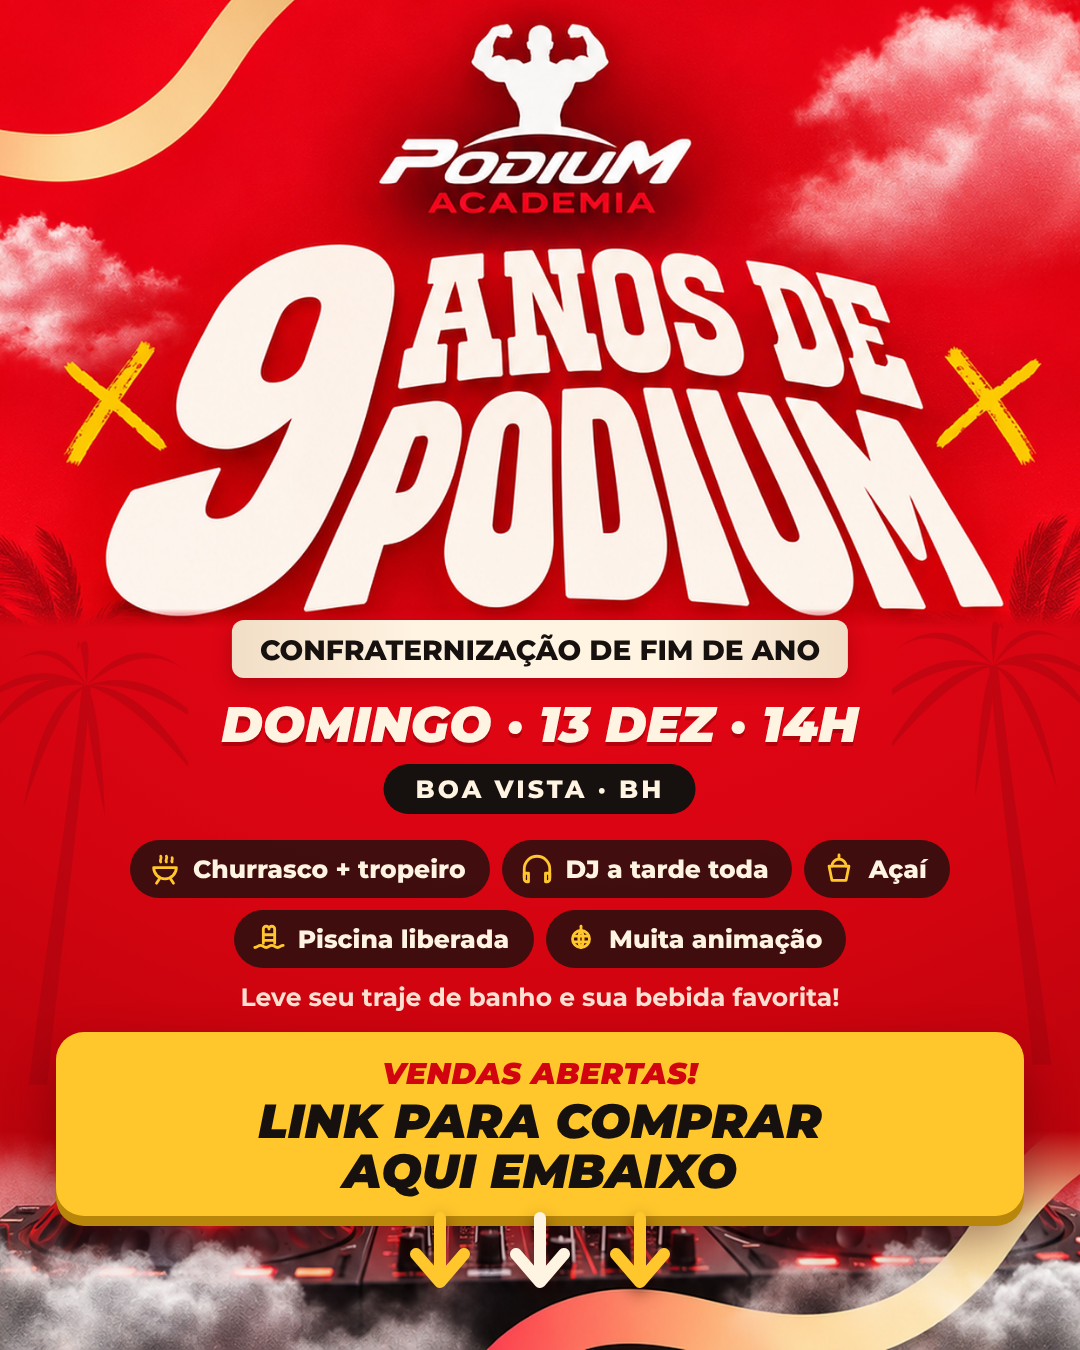 PODIUM
ACADEMIA
9 ANOS DE
PODIUM
CONFRATERNIZAÇÃO DE FIM DE ANO
DOMINGO • 13 DEZ • 14H
BOA VISTA • BH
Churrasco + tropeiro
DJ a tarde toda
Açaí
Piscina liberada
Muita animação
Leve seu traje de banho e sua bebida favorita!
VENDAS ABERTAS!
LINK PARA COMPRAR
AQUI EMBAIXO